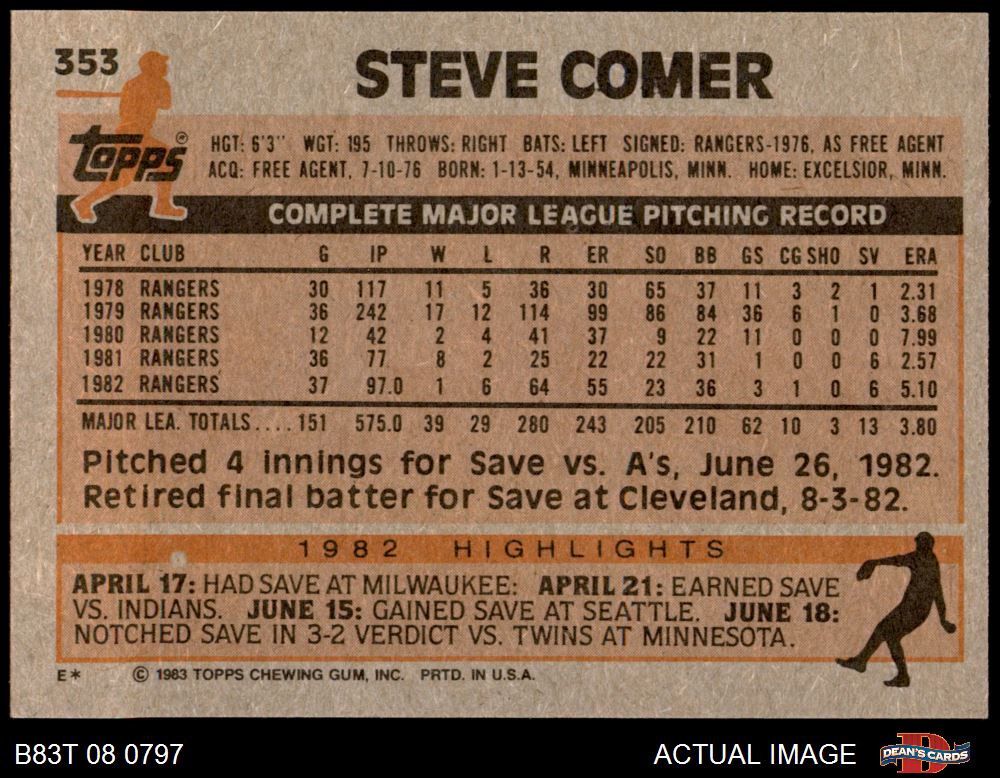 353
STEVE COMER
Topps®
HGT: 6'3" WGT: 195 THROWS: RIGHT BATS: LEFT SIGNED: RANGERS-1976, AS FREE AGENT
ACQ: FREE AGENT, 7-10-76 BORN: 1-13-54, MINNEAPOLIS, MINN. HOME: EXCELSIOR, MINN.
COMPLETE MAJOR LEAGUE PITCHING RECORD
YEAR CLUB G IP W L R ER SO BB GS CG SHO SV ERA
1978 RANGERS 30 117 11 5 36 30 65 37 11 3 2 1 2.31
1979 RANGERS 36 242 17 12 114 99 86 84 36 6 1 0 3.68
1980 RANGERS 12 42 2 4 41 37 9 22 11 0 0 0 7.99
1981 RANGERS 36 77 8 2 25 22 22 31 1 0 0 6 2.57
1982 RANGERS 37 97.0 1 6 64 55 23 36 3 1 0 6 5.10
MAJOR LEA. TOTALS.... 151 575.0 39 29 280 243 205 210 62 10 3 13 3.80
Pitched 4 innings for Save vs. A's, June 26, 1982.
Retired final batter for Save at Cleveland, 8-3-82.
1982 HIGHLIGHTS
APRIL 17: HAD SAVE AT MILWAUKEE: APRIL 21: EARNED SAVE
VS. INDIANS. JUNE 15: GAINED SAVE AT SEATTLE. JUNE 18:
NOTCHED SAVE IN 3-2 VERDICT VS. TWINS AT MINNESOTA.
E* © 1983 TOPPS CHEWING GUM, INC. PRTD. IN U.S.A.
B83T 08 0797 ACTUAL IMAGE DEAN'S CARDS